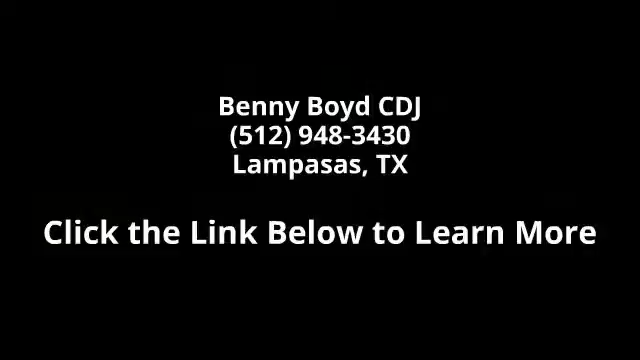 Benny Boyd CDJ
(512) 948-3430
Lampasas, TX
Click the Link Below to Learn More